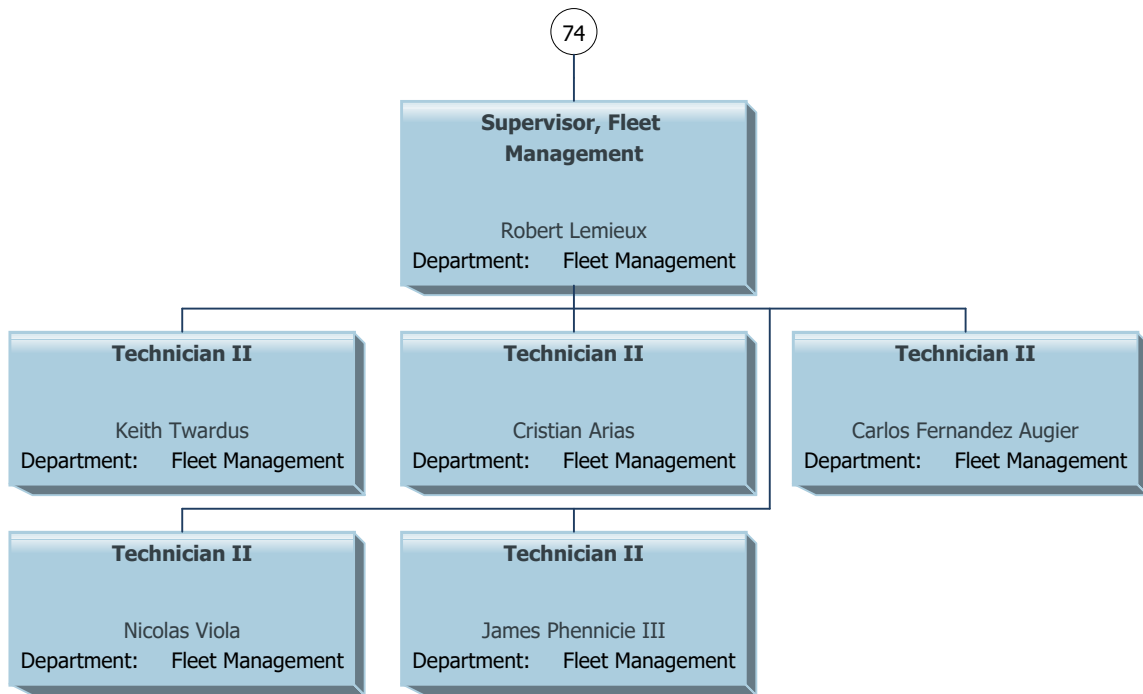 74
Supervisor, Fleet
Management
Robert Lemieux
Department: Fleet Management
Technician II
Keith Twardus
Department: Fleet Management
Technician II
Cristian Arias
Department: Fleet Management
Technician II
Carlos Fernandez Augier
Department: Fleet Management
Technician II
Nicolas Viola
Department: Fleet Management
Technician II
James Phennicie III
Department: Fleet Management